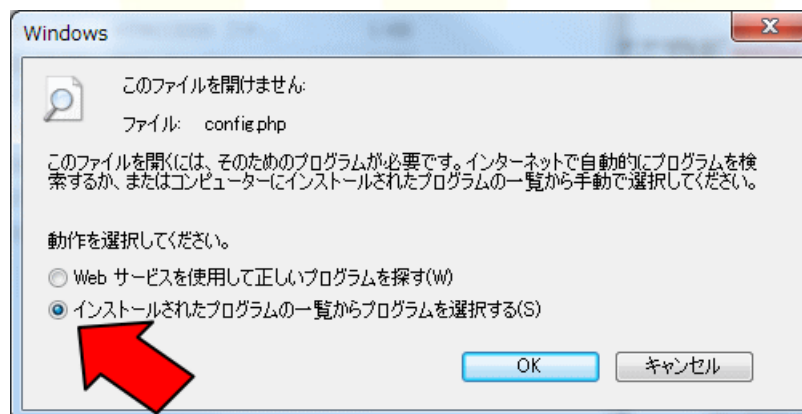 Windows
このファイルを開けません:
ファイル: config.php
このファイルを開くには、そのためのプログラムが必要です。インターネットで自動的にプログラムを検
索するか、またはコンピューターにインストールされたプログラムの一覧から手動で選択してください。
動作を選択してください。
Web サービスを使用して正しいプログラムを探す(W)
インストールされたプログラムの一覧からプログラムを選択する(S)
OK キャンセル